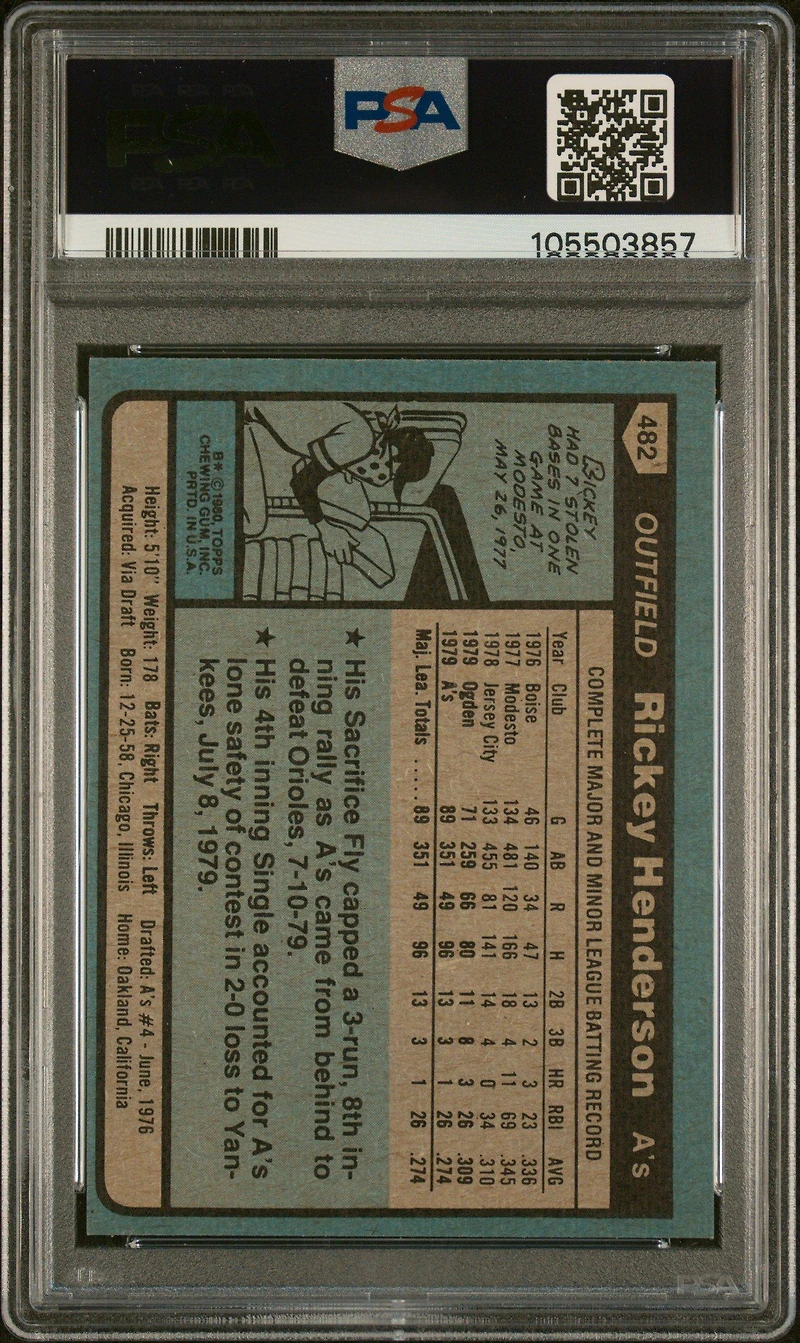 PSA
105503857
482
OUTFIELD Rickey Henderson A's
RICKEY
HAD 7 STOLEN
BASES IN ONE
GAME AT
MODESTO,
MAY 26, 1977
B* ©1980, TOPPS
CHEWING GUM, INC.
PRTD. IN U.S.A.
COMPLETE MAJOR AND MINOR LEAGUE BATTING RECORD
Year Club G AB R H 2B 3B HR RBI AVG
1976 Boise 46 140 34 47 13 2 3 23 .336
1977 Modesto 134 481 120 166 18 4 11 69 .345
1978 Jersey City 133 455 81 141 14 4 0 34 .310
1979 Ogden 71 259 66 80 11 8 3 26 .309
1979 A's 89 351 49 96 13 3 1 26 .274
Maj. Lea. Totals ..... 89 351 49 96 13 3 1 26 .274
★ His Sacrifice Fly capped a 3-run, 8th in-
ning rally as A's came from behind to
defeat Orioles, 7-10-79.
★ His 4th inning Single accounted for A's
lone safety of contest in 2-0 loss to Yan-
kees, July 8, 1979.
Height: 5'10" Weight: 178 Bats: Right Throws: Left Drafted: A's #4 - June, 1976
Acquired: Via Draft Born: 12-25-58, Chicago, Illinois Home: Oakland, California
PSA